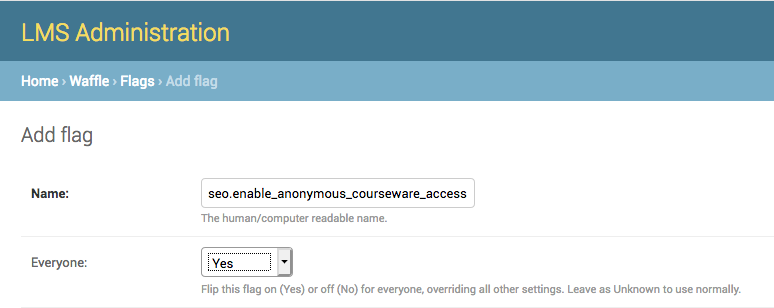 LMS Administration
Home › Waffle › Flags › Add flag
Add flag
Name: seo.enable_anonymous_courseware_access
The human/computer readable name.
Everyone: Yes
Flip this flag on (Yes) or off (No) for everyone, overriding all other settings. Leave as Unknown to use normally.